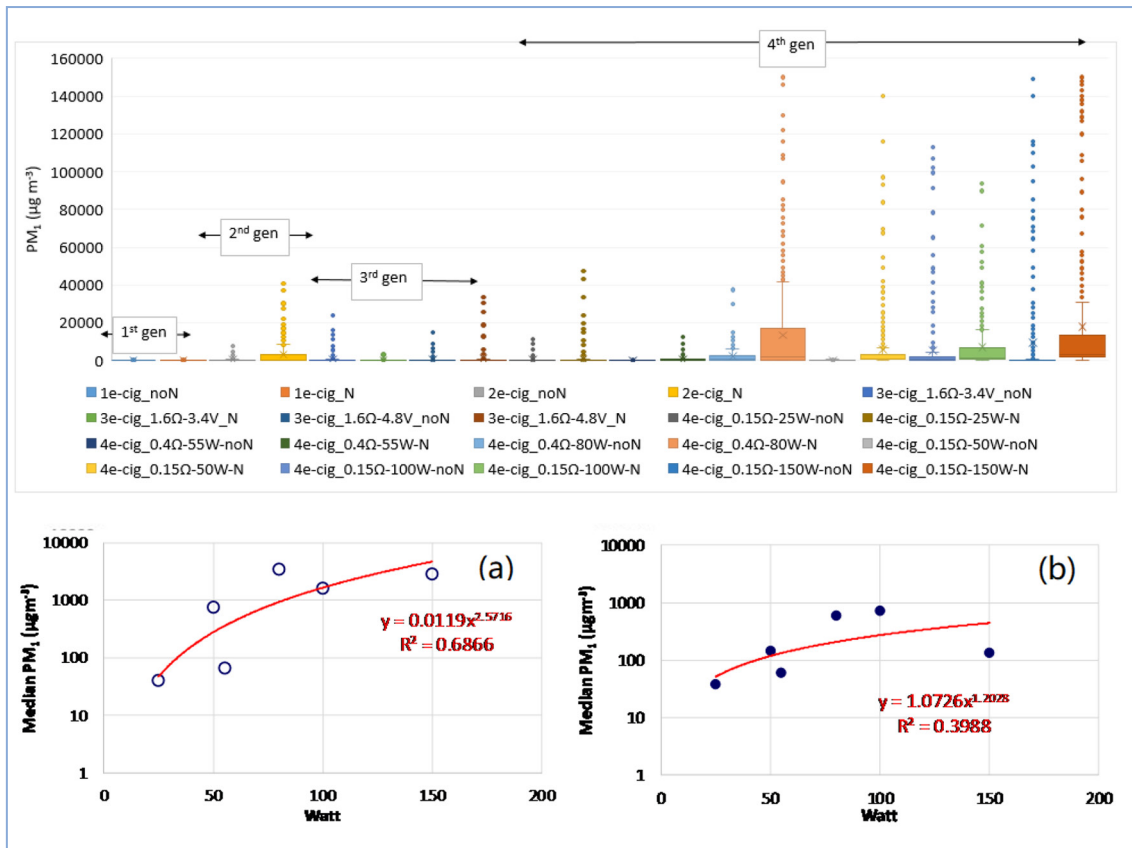 4th gen
160000
140000
120000
100000
80000
60000
40000
20000
0
PM1 (µg m-3)
2nd gen
3rd gen
1st gen
1e-cig_noN 1e-cig_N 2e-cig_noN 2e-cig_N 3e-cig_1.6Ω-3.4V_noN
3e-cig_1.6Ω-3.4V_N 3e-cig_1.6Ω-4.8V_noN 3e-cig_1.6Ω-4.8V_N 4e-cig_0.15Ω-25W-noN 4e-cig_0.15Ω-25W-N
4e-cig_0.4Ω-55W-noN 4e-cig_0.4Ω-55W-N 4e-cig_0.4Ω-80W-noN 4e-cig_0.4Ω-80W-N 4e-cig_0.15Ω-50W-noN
4e-cig_0.15Ω-50W-N 4e-cig_0.15Ω-100W-noN 4e-cig_0.15Ω-100W-N 4e-cig_0.15Ω-150W-noN 4e-cig_0.15Ω-150W-N
(a)
10000
1000
100
10
1
Median PM1 (µgm-3)
y = 0.0119x2.5716
R2 = 0.6866
0 50 100 150 200
Watt
(b)
10000
1000
100
10
1
Median PM1 (µgm-3)
y = 1.0726x1.2028
R2 = 0.3988
0 50 100 150 200
Watt